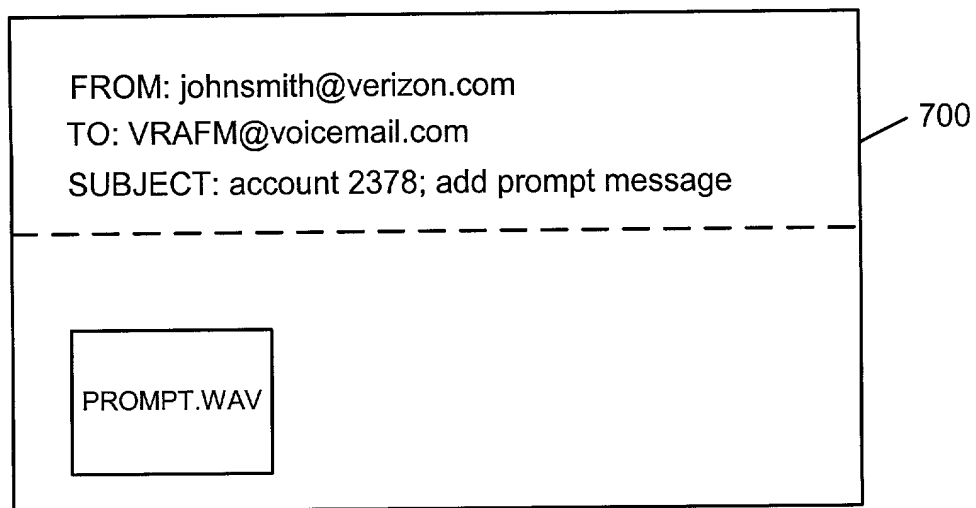 FROM: johnsmith@verizon.com
TO: VRAFM@voicemail.com
SUBJECT: account 2378; add prompt message
700
PROMPT.WAV